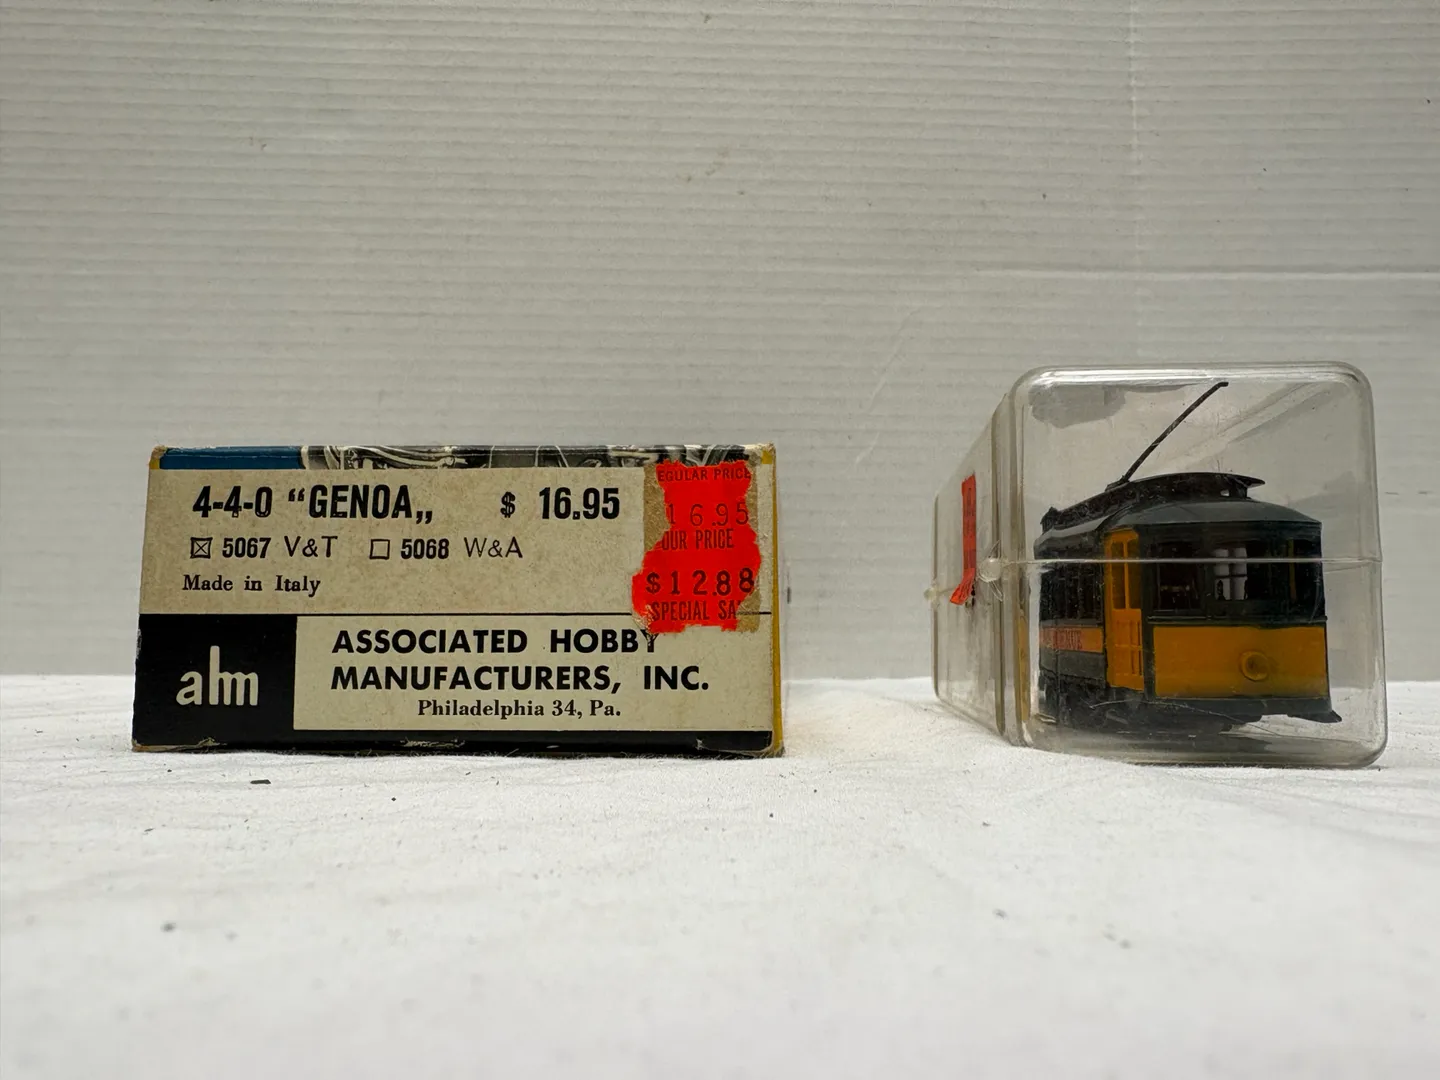 4-4-0 “GENOA„ $ 16.95
☒ 5067 V&T ☐ 5068 W&A
Made in Italy
ahm
ASSOCIATED HOBBY
MANUFACTURERS, INC.
Philadelphia 34, Pa.
EGULAR PRICE
16.95
OUR PRICE
$12.88
SPECIAL SA